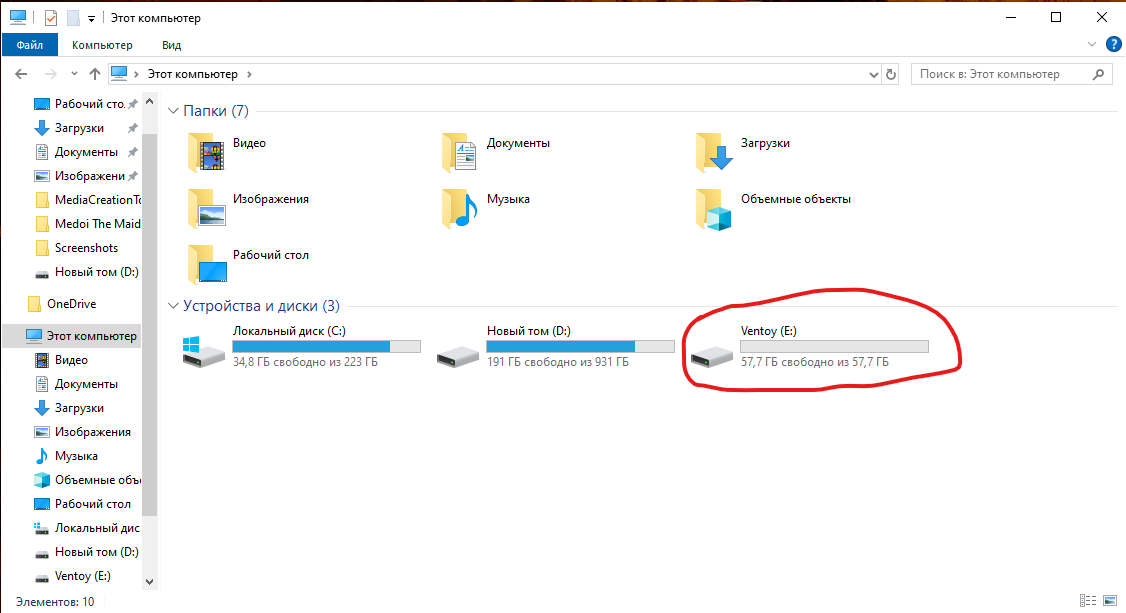 Этот компьютер
Файл
Компьютер
Вид
?
Этот компьютер
Поиск в: Этот компьютер
Рабочий сто
Загрузки
Документы
Изображени
MediaCreationTo
Medoi The Maid
Screenshots
Новый том (D:)
OneDrive
Этот компьютер
Видео
Документы
Загрузки
Изображения
Музыка
Объемные объ
Рабочий стол
Локальный дис
Новый том (D:)
Ventoy (E:)
Папки (7)
Видео
Документы
Загрузки
Изображения
Музыка
Объемные объекты
Рабочий стол
Устройства и диски (3)
Локальный диск (C:)
34,8 ГБ свободно из 223 ГБ
Новый том (D:)
191 ГБ свободно из 931 ГБ
Ventoy (E:)
57,7 ГБ свободно из 57,7 ГБ
Элементов: 10